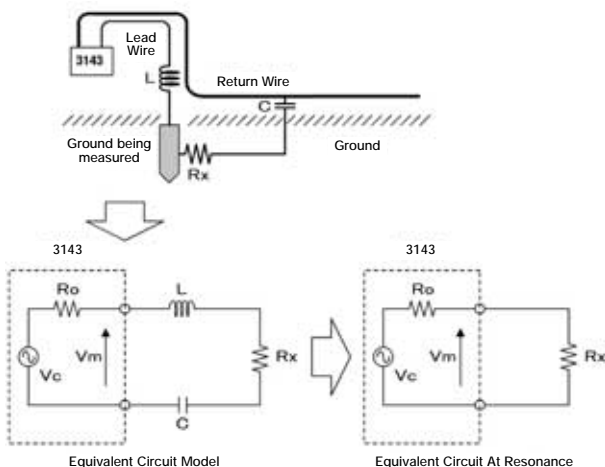 Lead
Wire
3143
L
Return Wire
C
Ground being
measured
Rx
Ground
3143
Ro
L
Vm
Vc
Rx
C
Equivalent Circuit Model
3143
Ro
Vm
Vc
Rx
Equivalent Circuit At Resonance